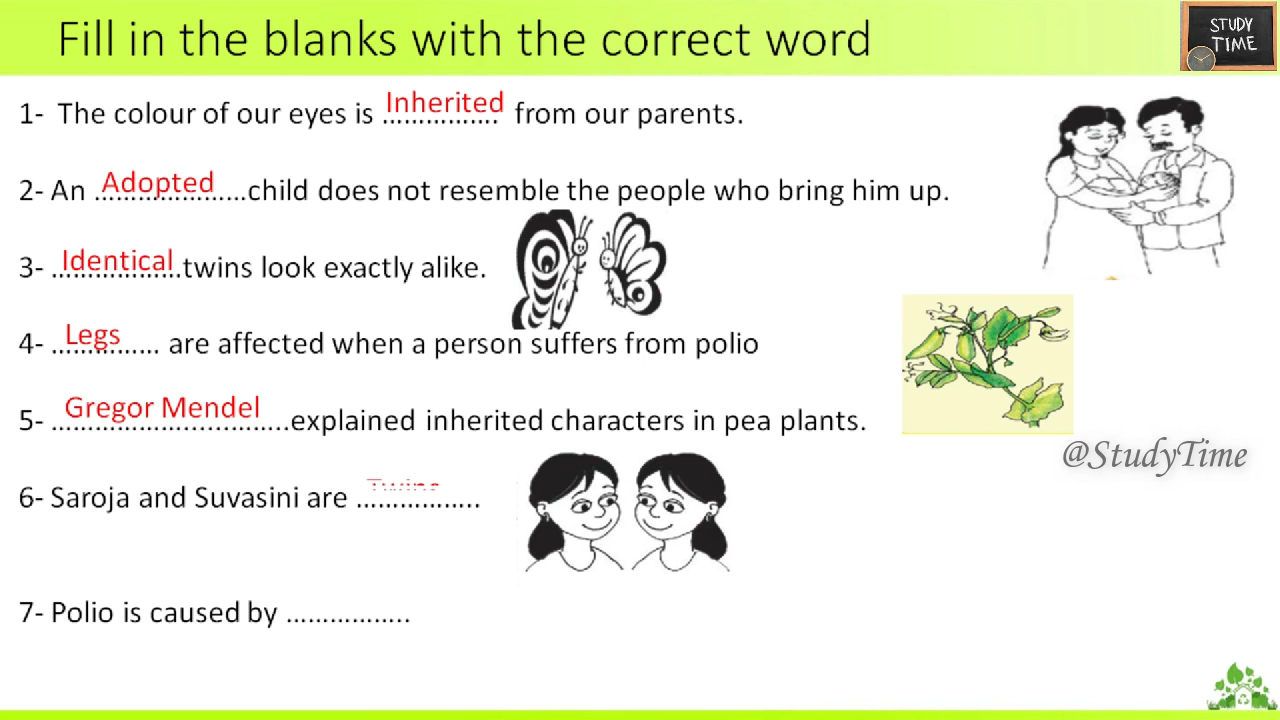 Fill in the blanks with the correct word
STUDY
TIME
1- The colour of our eyes is Inherited from our parents.
2- An Adopted child does not resemble the people who bring him up.
3- Identical twins look exactly alike.
4- Legs are affected when a person suffers from polio
5- Gregor Mendel explained inherited characters in pea plants.
@StudyTime
6- Saroja and Suvasini are ……………..
7- Polio is caused by ……………..